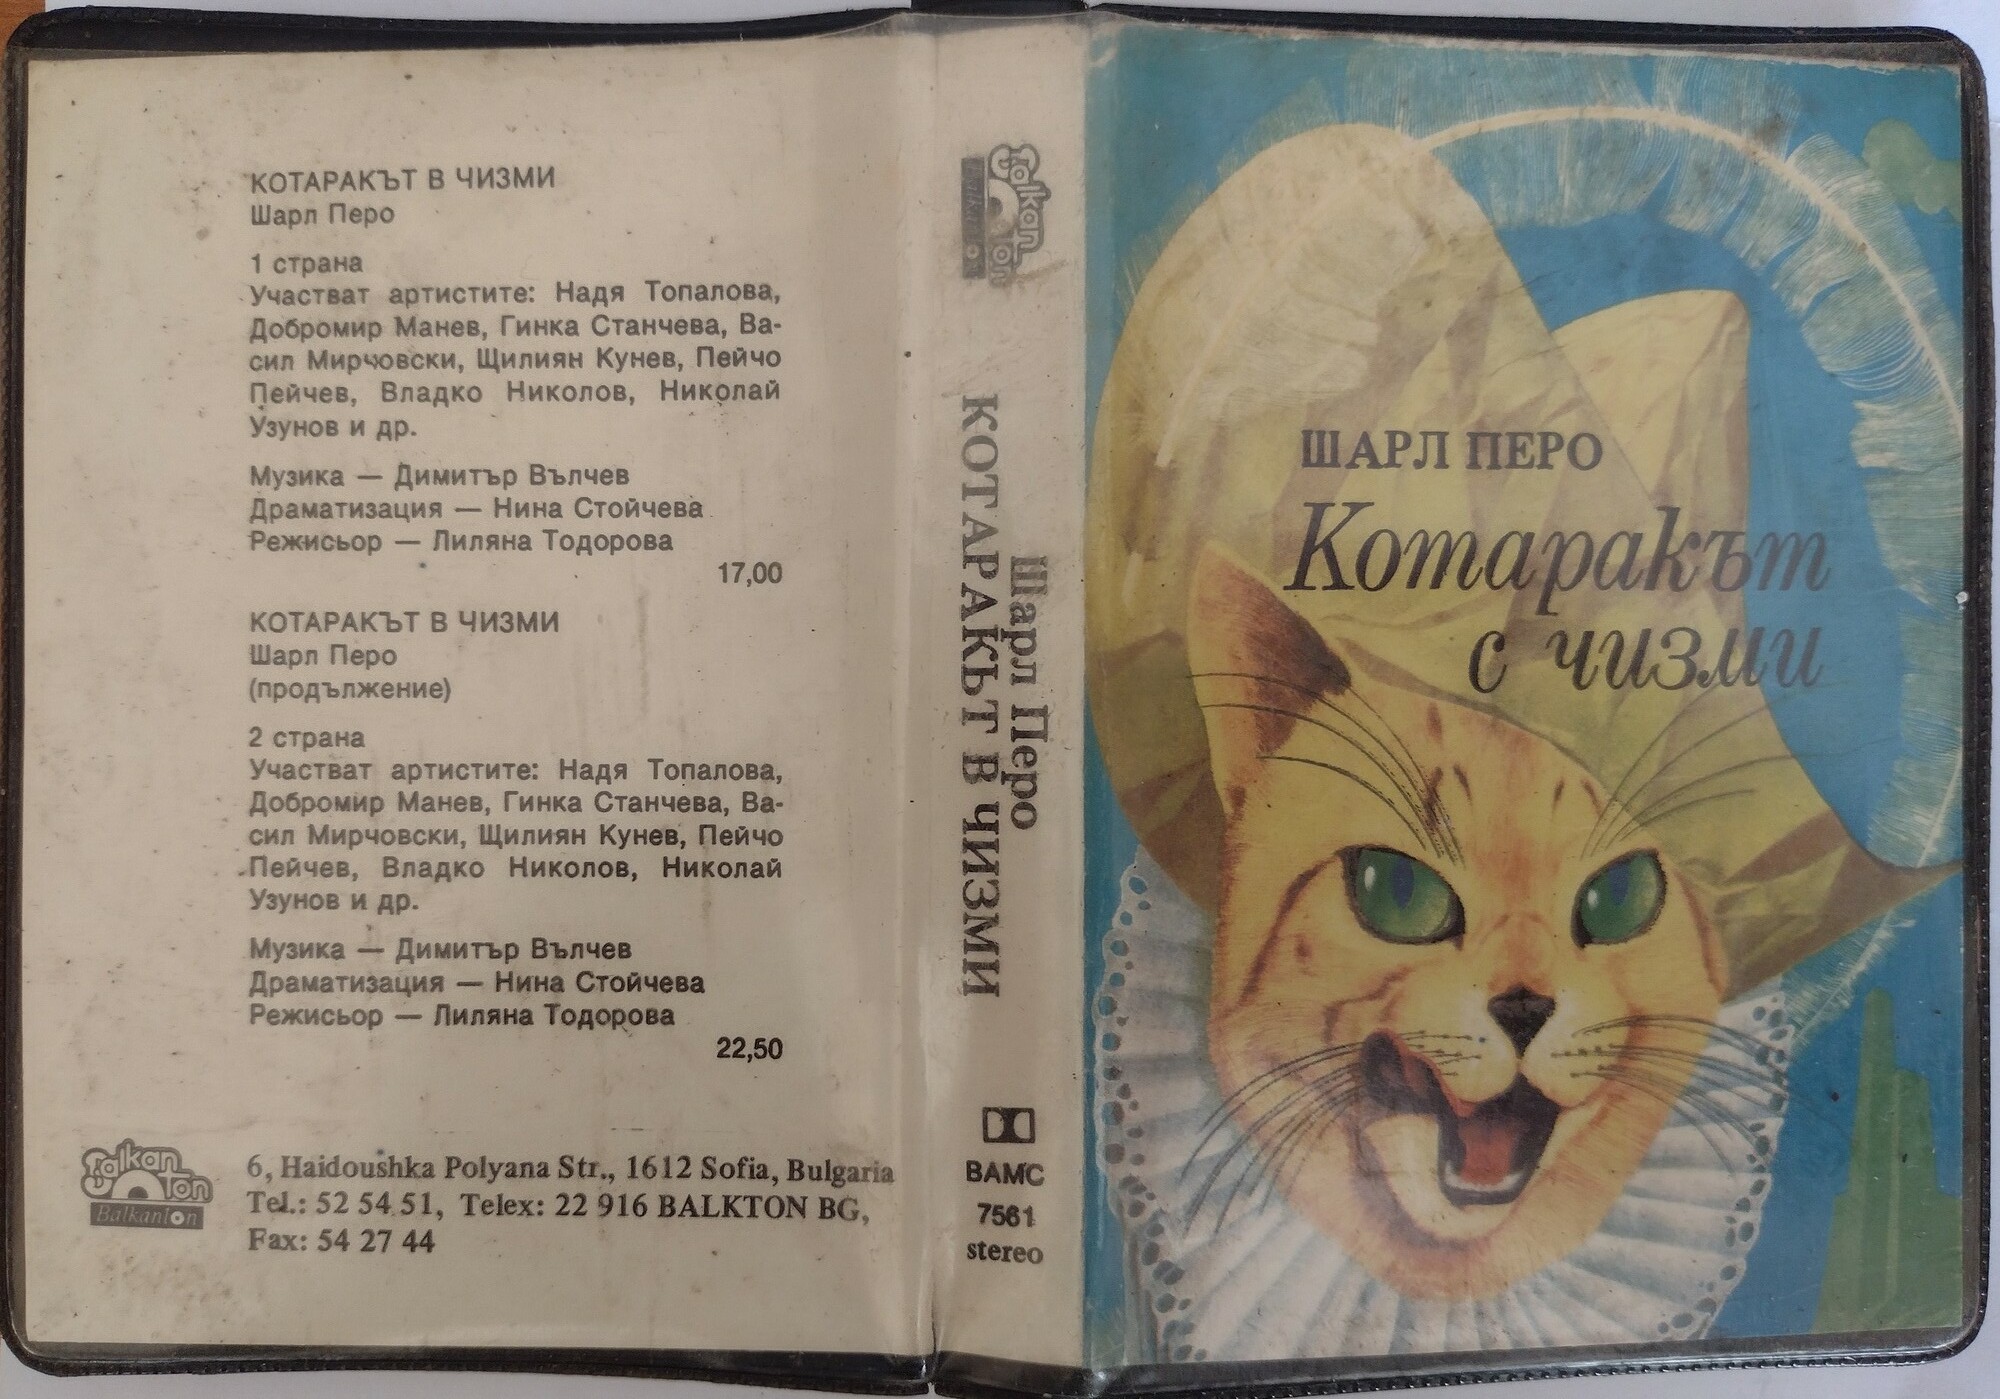 КОТАРАКЪТ В ЧИЗМИ
Шарл Перо
1 страна
Участват артистите: Надя Топалова,
Добромир Манев, Гинка Станчева, Ва-
сил Мирчовски, Щилиян Кунев, Пейчо
Пейчев, Владко Николов, Николай
Узунов и др.
Музика — Димитър Вълчев
Драматизация — Нина Стойчева
Режисьор — Лиляна Тодорова
17,00
КОТАРАКЪТ В ЧИЗМИ
Шарл Перо
(продължение)
2 страна
Участват артистите: Надя Топалова,
Добромир Манев, Гинка Станчева, Ва-
сил Мирчовски, Щилиян Кунев, Пейчо
Пейчев, Владко Николов, Николай
Узунов и др.
Музика — Димитър Вълчев
Драматизация — Нина Стойчева
Режисьор — Лиляна Тодорова
22,50
Balkan
ton
Balkanton
6, Haidoushka Polyana Str., 1612 Sofia, Bulgaria
Tel.: 52 54 51, Telex: 22 916 BALKTON BG,
Fax: 54 27 44
Balkan
ton
Balkanton
Шарл Перо
КОТАРАКЪТ В ЧИЗМИ
ВАМС
7561
stereo
ШАРЛ ПЕРО
Котаракът
с чизми